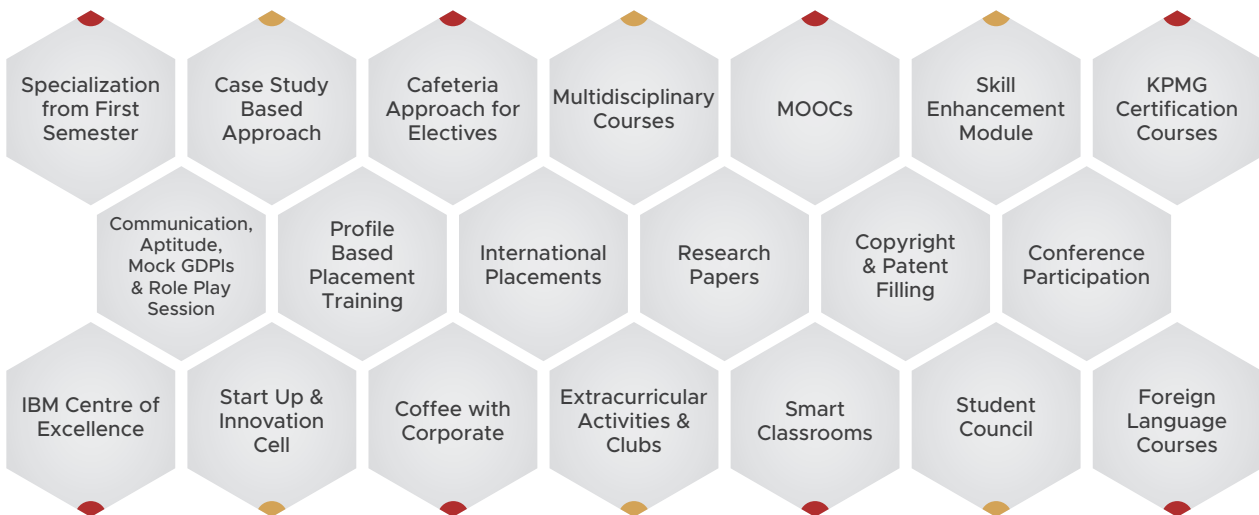 Specialization
from First
Semester
Case Study
Based
Approach
Cafeteria
Approach for
Electives
Multidisciplinary
Courses
MOOCs
Skill
Enhancement
Module
KPMG
Certification
Courses
Communication,
Aptitude,
Mock GDPIs
& Role Play
Session
Profile
Based
Placement
Training
International
Placements
Research
Papers
Copyright
& Patent
Filling
Conference
Participation
IBM Centre of
Excellence
Start Up &
Innovation
Cell
Coffee with
Corporate
Extracurricular
Activities &
Clubs
Smart
Classrooms
Student
Council
Foreign
Language
Courses